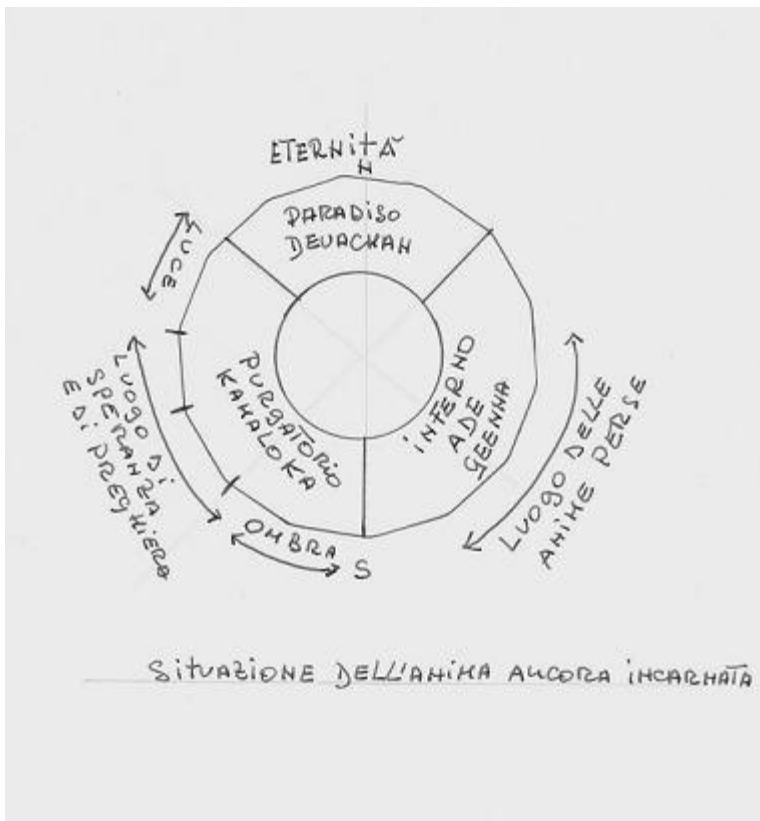 ETERNITÀ
N
PARADISO
DEVACHAN
LUCE
PURGATORIO
KAMALOKA
INFERNO
ADE
GEENNA
LUOGO DI
SPERANZA
E DI PREGHIERA
OMBRA
S
LUOGO DELLE
ANIME PERSE
SITUAZIONE DELL'ANIMA ANCORA INCARNATA